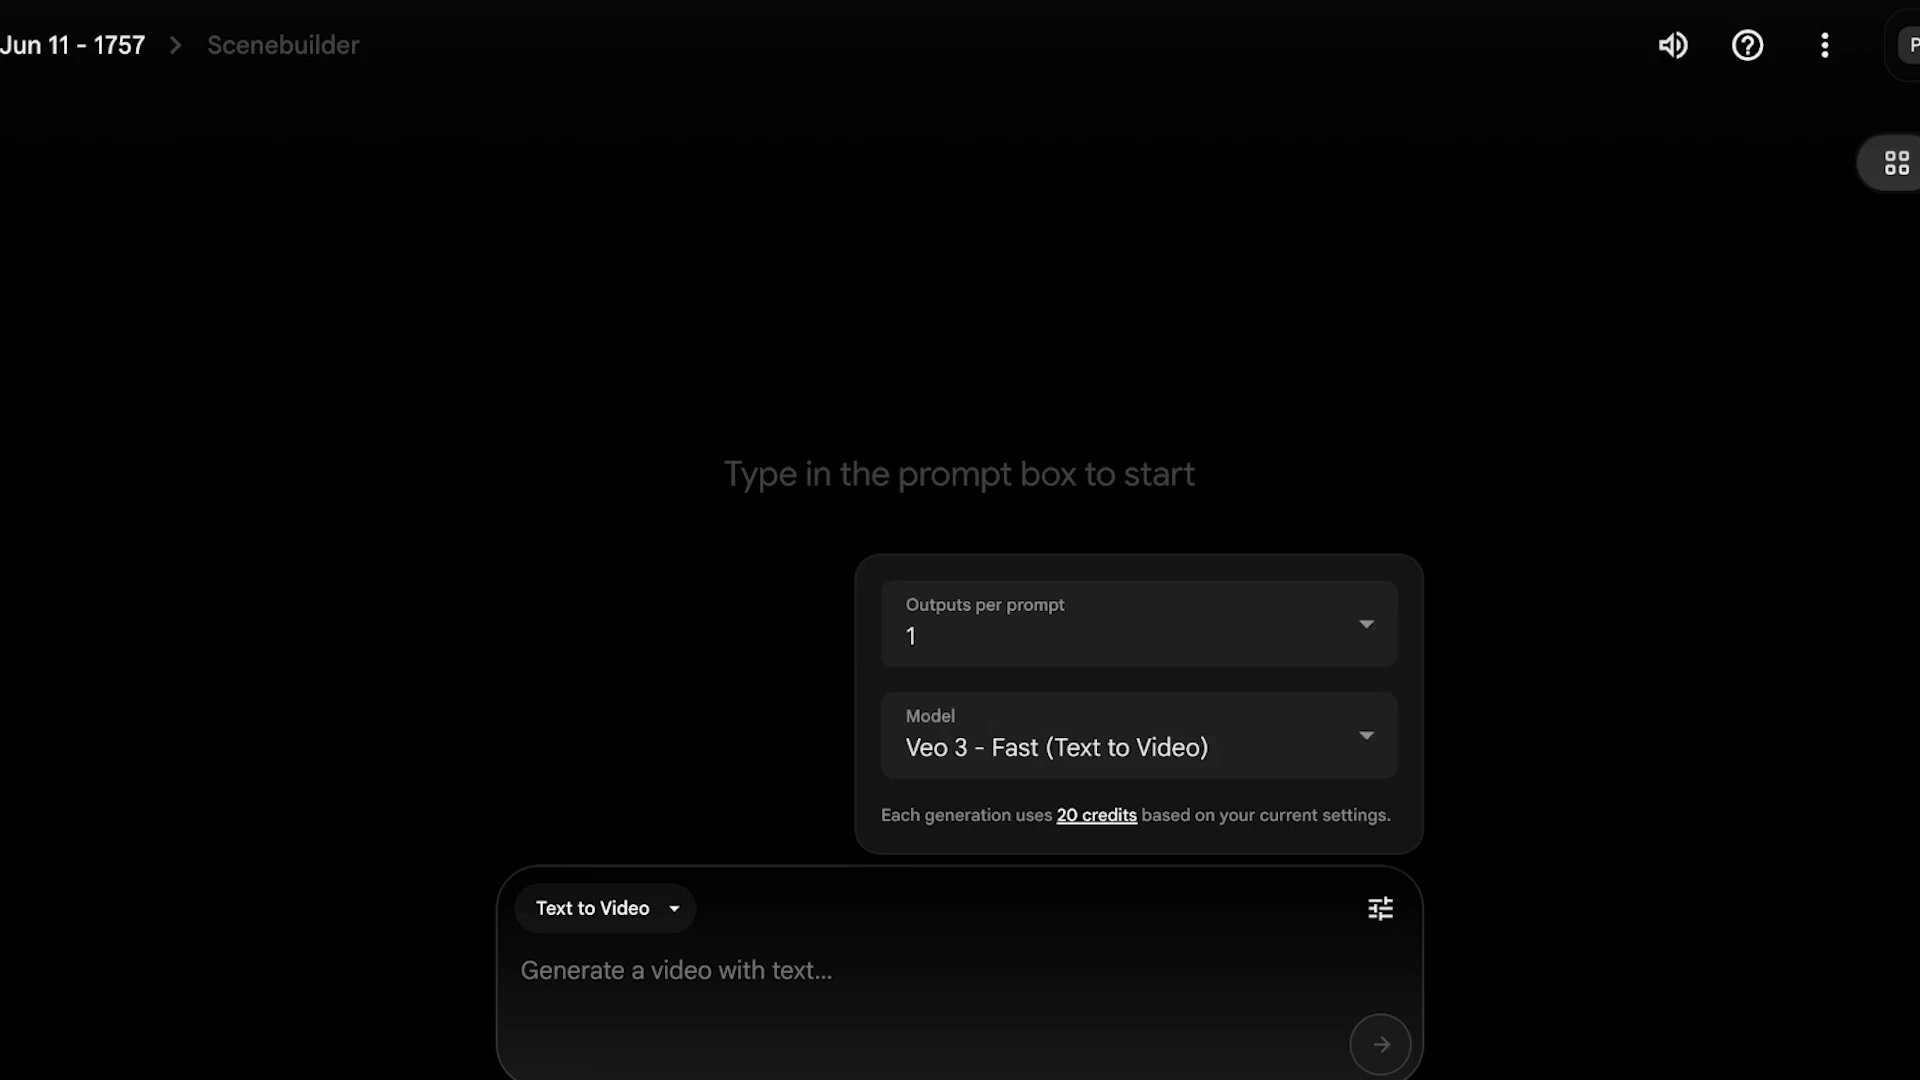 Jun 11 - 1757 > Scenebuilder
P
Type in the prompt box to start
Outputs per prompt
1
Model
Veo 3 - Fast (Text to Video)
Each generation uses 20 credits based on your current settings.
Text to Video
Generate a video with text...